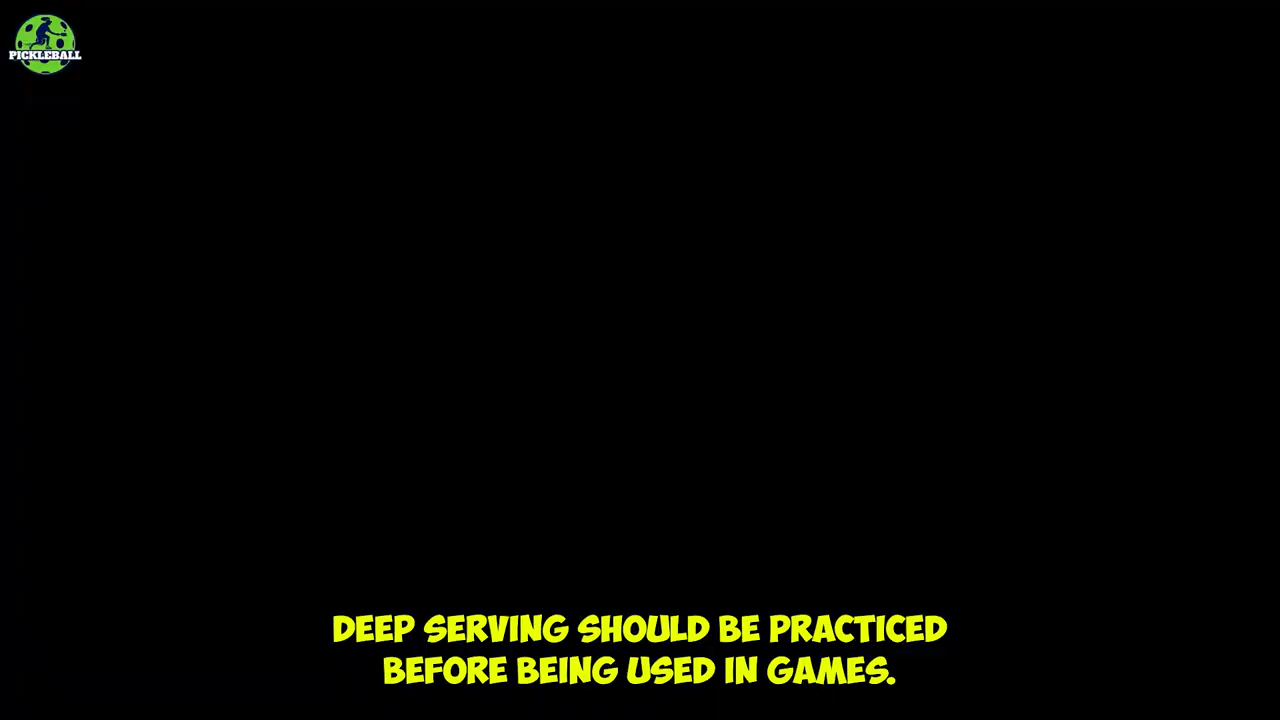 PICKLEBALL
DEEP SERVING SHOULD BE PRACTICED
BEFORE BEING USED IN GAMES.